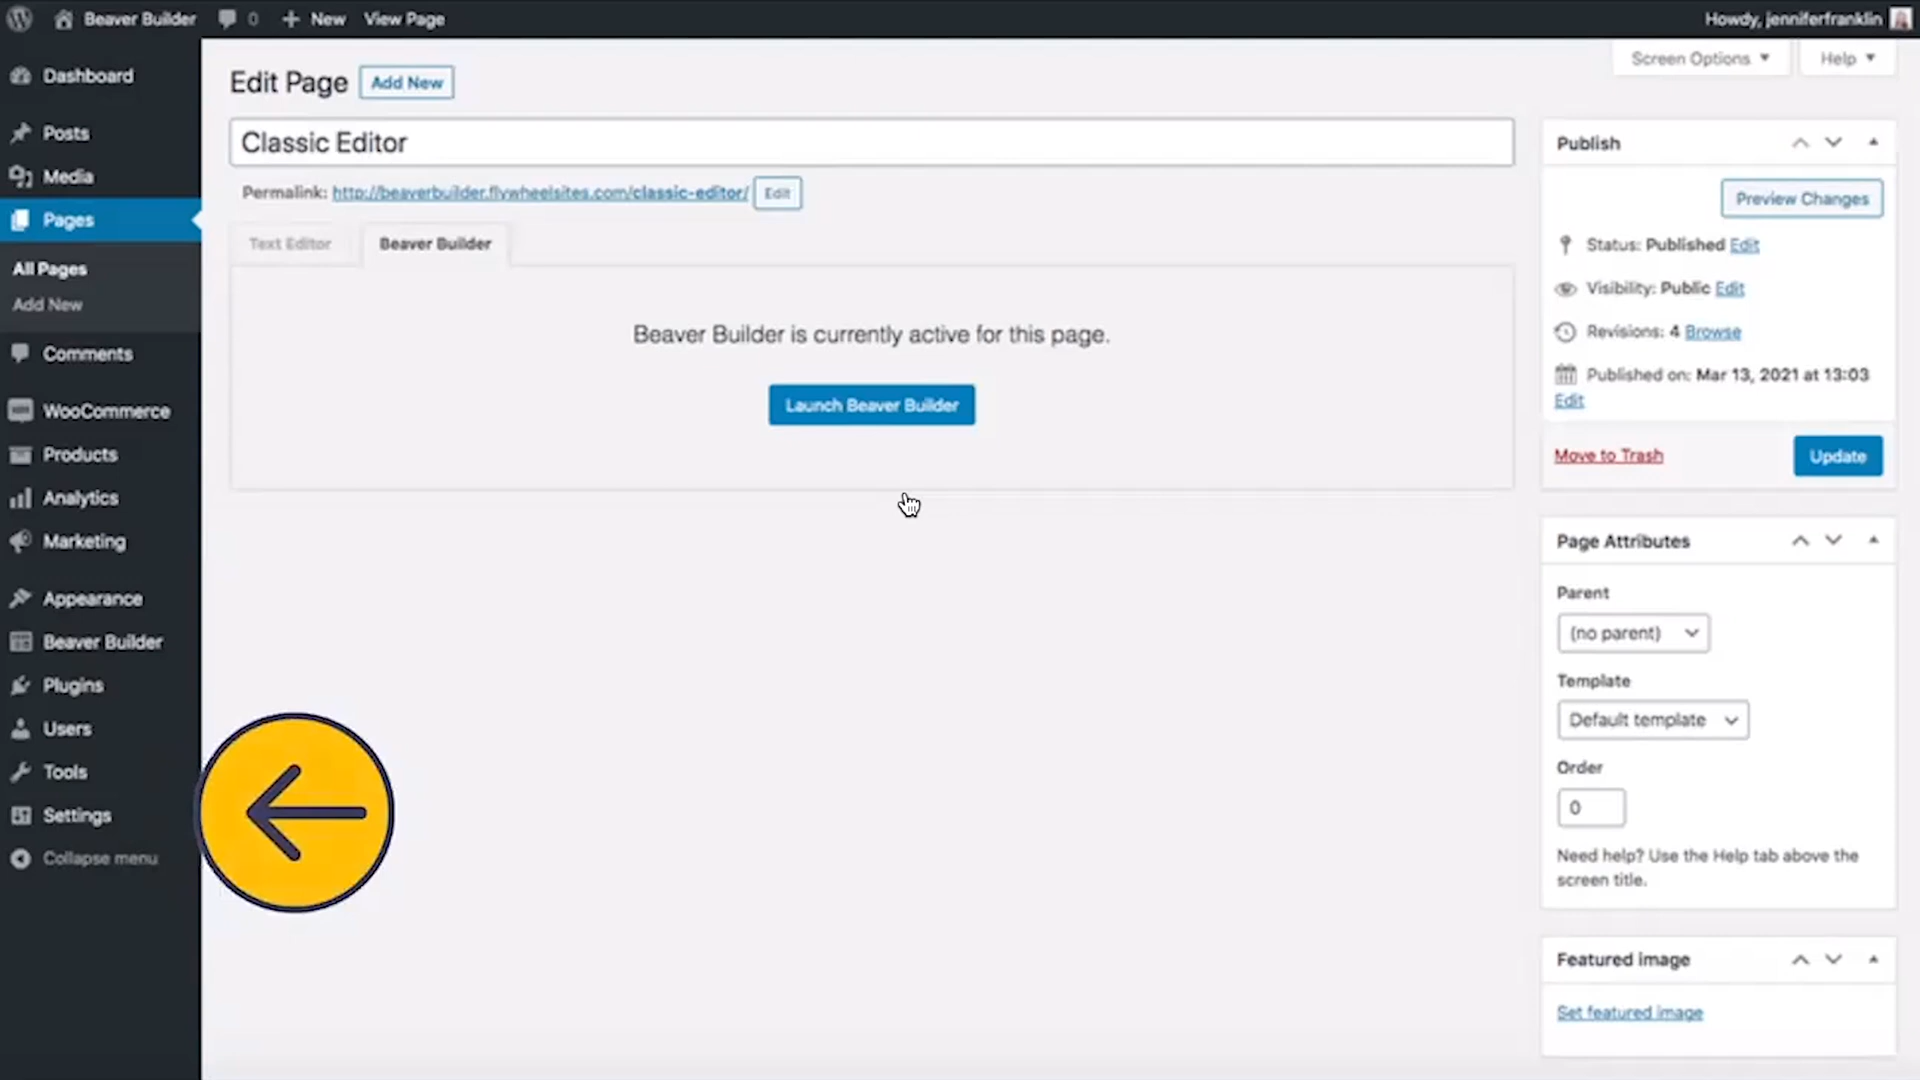 Beaver Builder 0 New View Page Howdy, jenniferfranklin
Dashboard
Posts
Media
Pages
All Pages
Add New
Comments
WooCommerce
Products
Analytics
Marketing
Appearance
Beaver Builder
Plugins
Users
Tools
Settings
Collapse menu
Screen Options Help
Edit Page Add New
Classic Editor
Permalink: http://beaverbuilder.flywheelsites.com/classic-editor/ Edit
Text Editor Beaver Builder
Beaver Builder is currently active for this page.
Launch Beaver Builder
Publish
Preview Changes
Status: Published Edit
Visibility: Public Edit
Revisions: 4 Browse
Published on: Mar 13, 2021 at 13:03
Edit
Move to Trash Update
Page Attributes
Parent
(no parent)
Template
Default template
Order
0
Need help? Use the Help tab above the
screen title.
Featured image
Set featured image